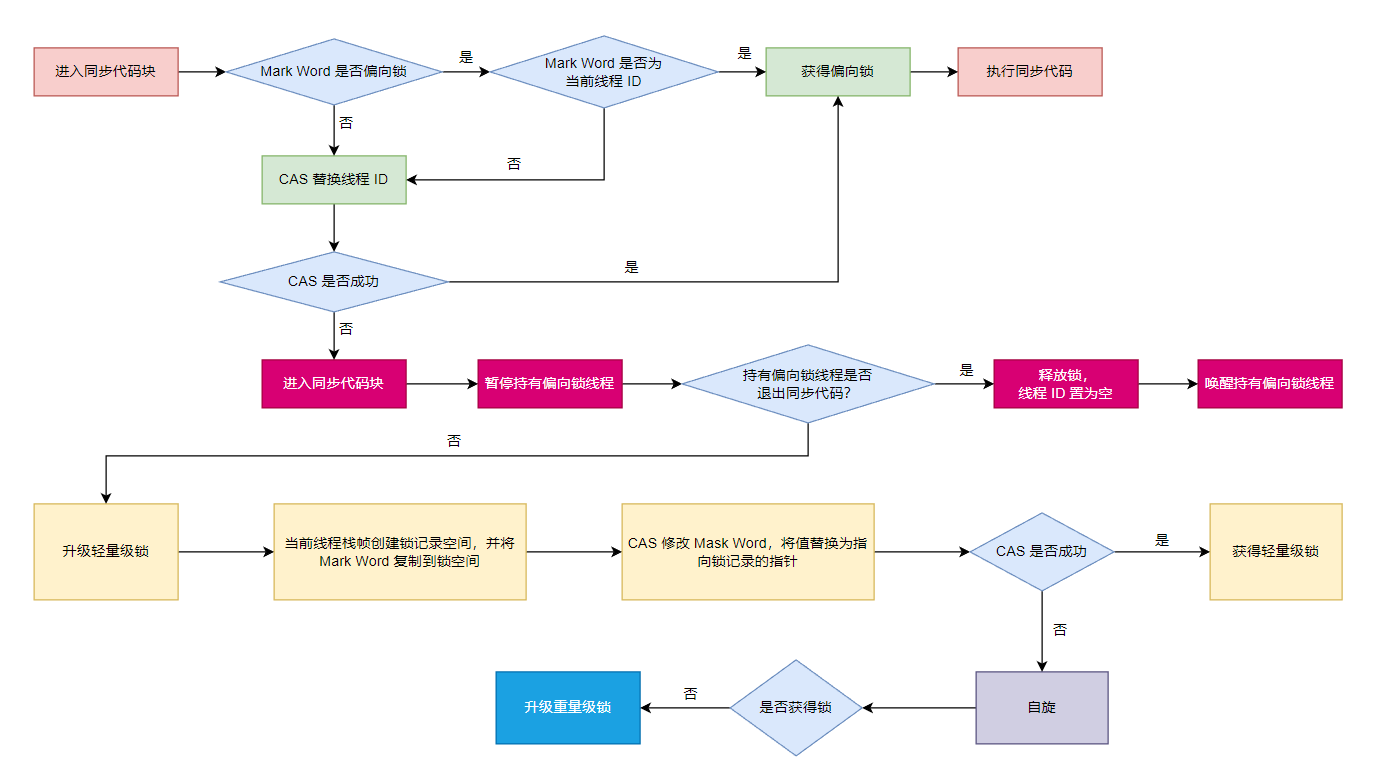 进入同步代码块
Mark Word 是否偏向锁
是
Mark Word 是否为
当前线程 ID
是
获得偏向锁
执行同步代码
否
否
CAS 替换线程 ID
CAS 是否成功
是
否
进入同步代码块
暂停持有偏向锁线程
持有偏向锁线程是否
退出同步代码？
是
释放锁，
线程 ID 置为空
唤醒持有偏向锁线程
否
升级轻量级锁
当前线程栈帧创建锁记录空间，并将
Mark Word 复制到锁空间
CAS 修改 Mask Word，将值替换为指
向锁记录的指针
CAS 是否成功
是
获得轻量级锁
否
升级重量级锁
否
是否获得锁
自旋